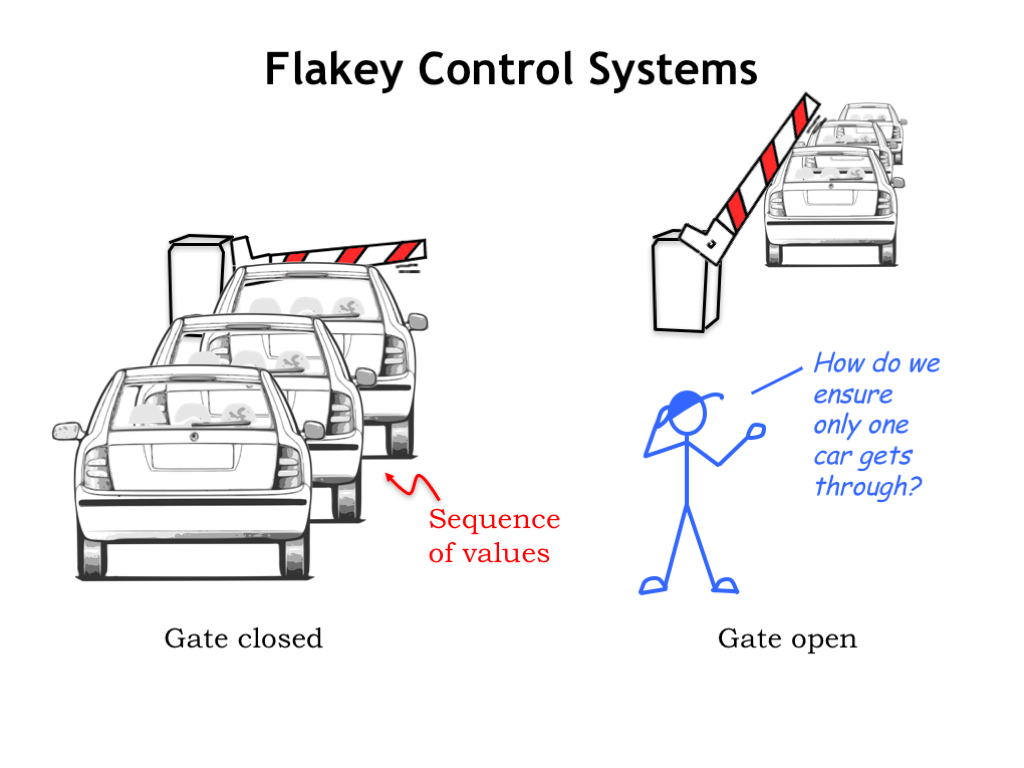 Flakey Control Systems
How do we
ensure
only one
car gets
through?
Sequence
of values
Gate closed
Gate open